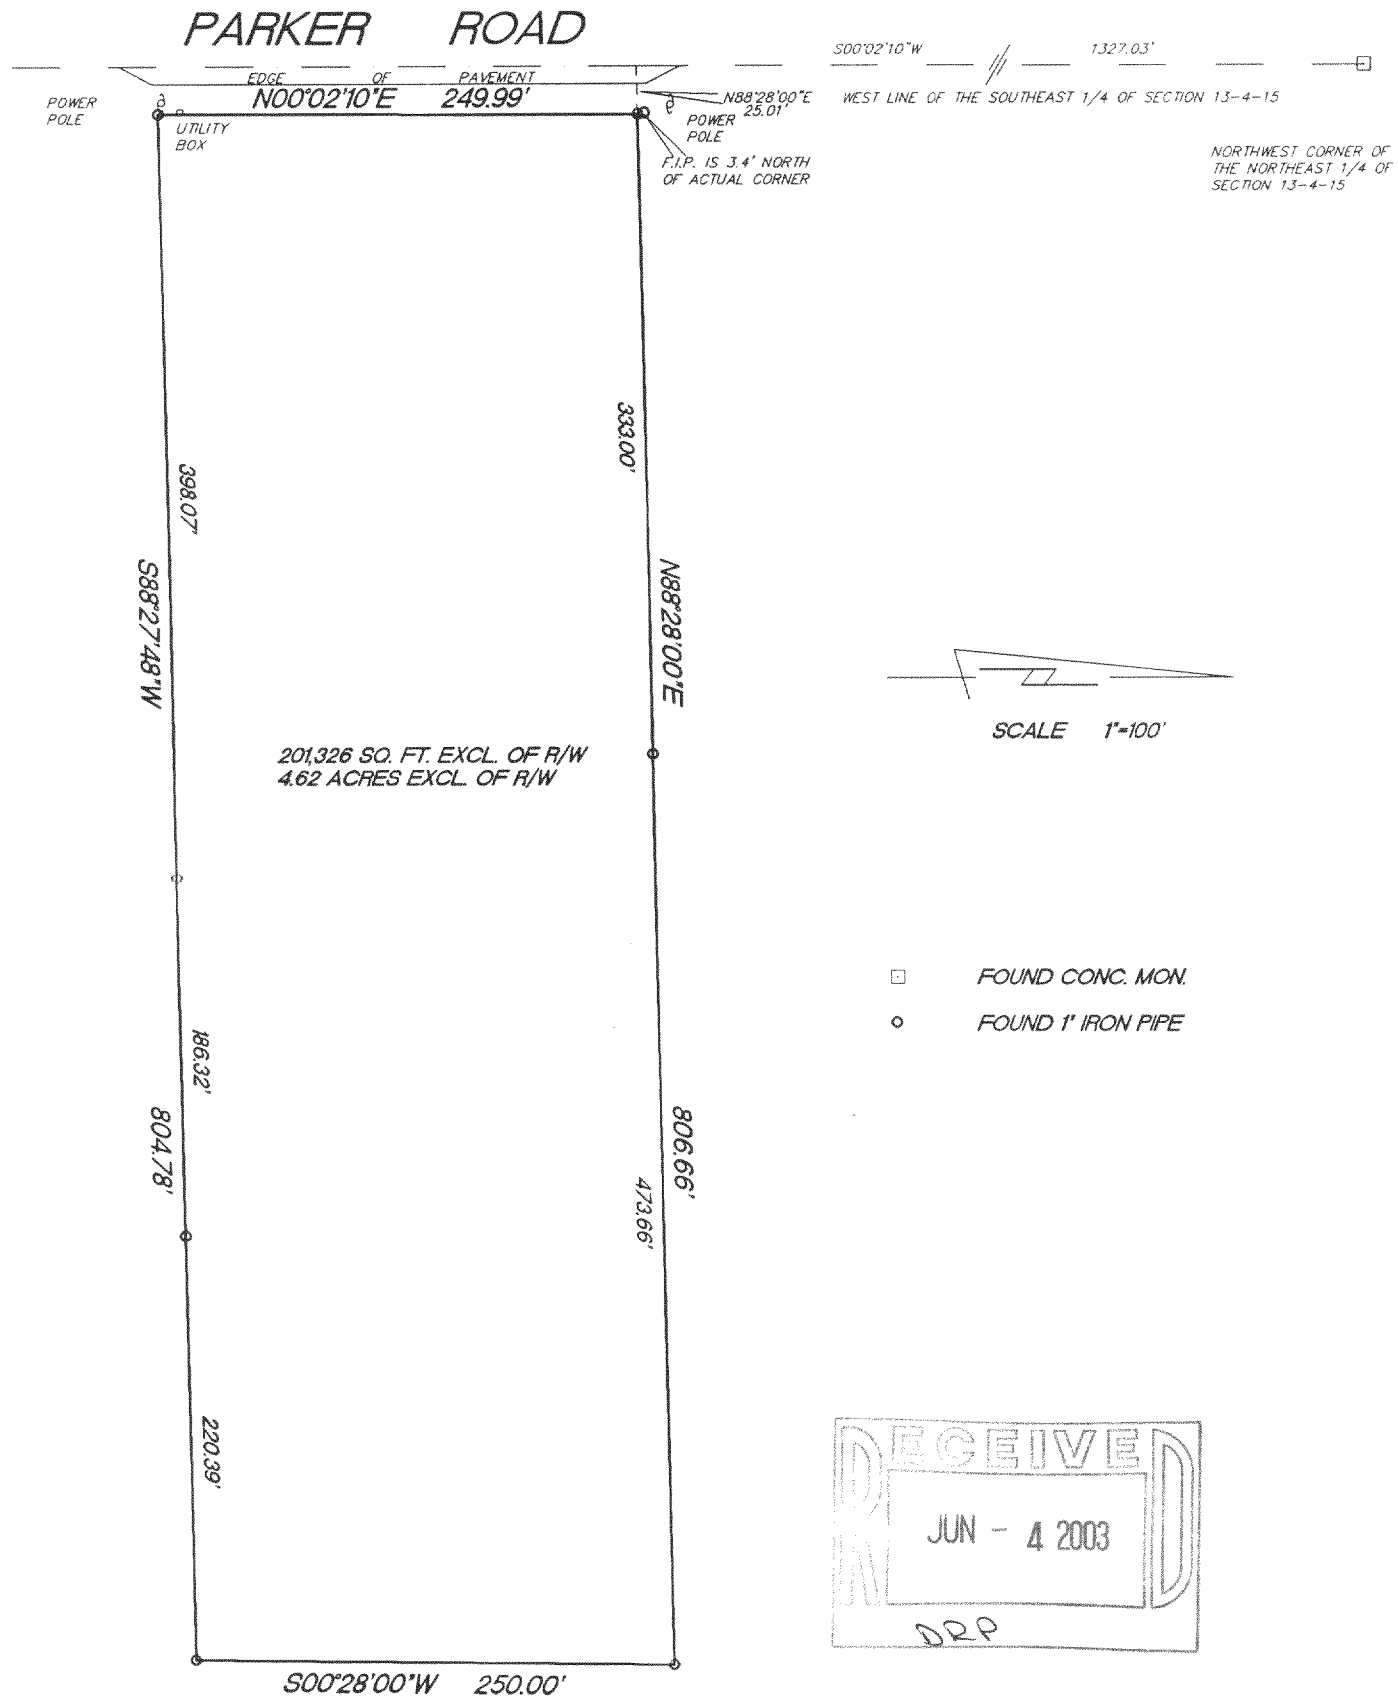 PARKER ROAD
S00°02'10"W 1327.03'
EDGE OF PAVEMENT
N00°02'10"E 249.99'
POWER
POLE
UTILITY
BOX
N88°28'00"E
25.01'
POWER
POLE
WEST LINE OF THE SOUTHEAST 1/4 OF SECTION 13-4-15
F.I.P. IS 3.4' NORTH
OF ACTUAL CORNER
NORTHWEST CORNER OF
THE NORTHEAST 1/4 OF
SECTION 13-4-15
333.00'
398.07'
S88°27'48"W
N88°28'00"E
SCALE 1"=100'
201,326 SQ. FT. EXCL. OF R/W
4.62 ACRES EXCL. OF R/W
FOUND CONC. MON.
FOUND 1" IRON PIPE
186.32'
804.78'
806.66'
473.66'
220.39'
RECEIVED
JUN - 4 2003
DRP
S00°28'00"W 250.00'